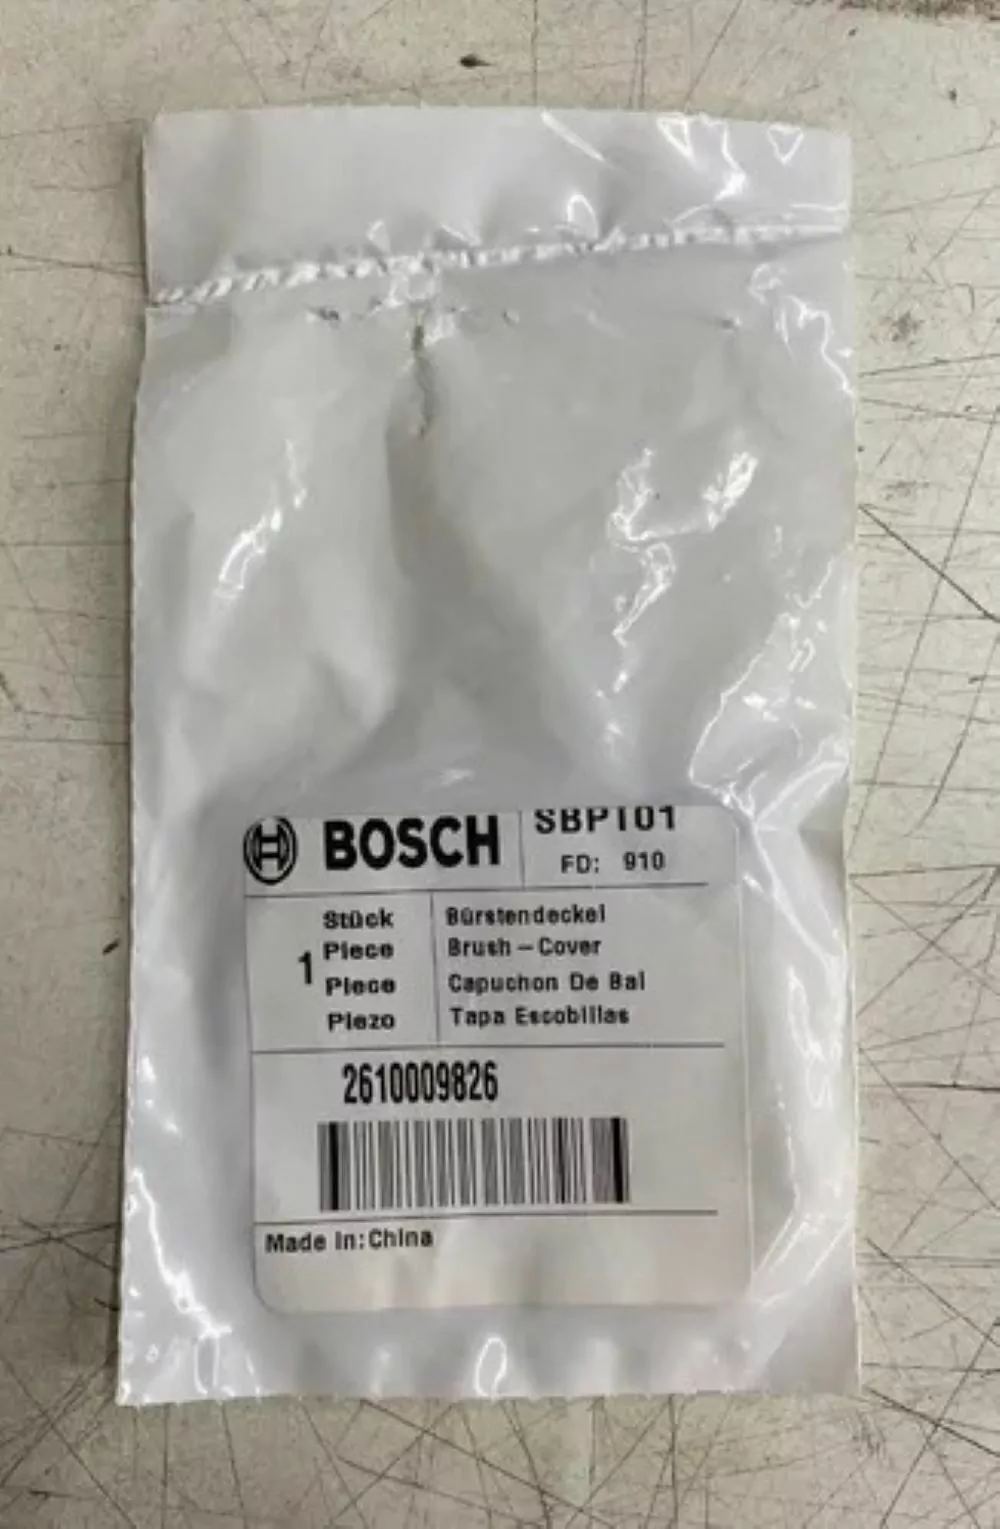 BOSCH
SBPT01
FD: 910
1
Stück
Piece
Piece
Piezo
Bürstendeckel
Brush-Cover
Capuchon De Bal
Tapa Escobillas
2610009826
Made In:China